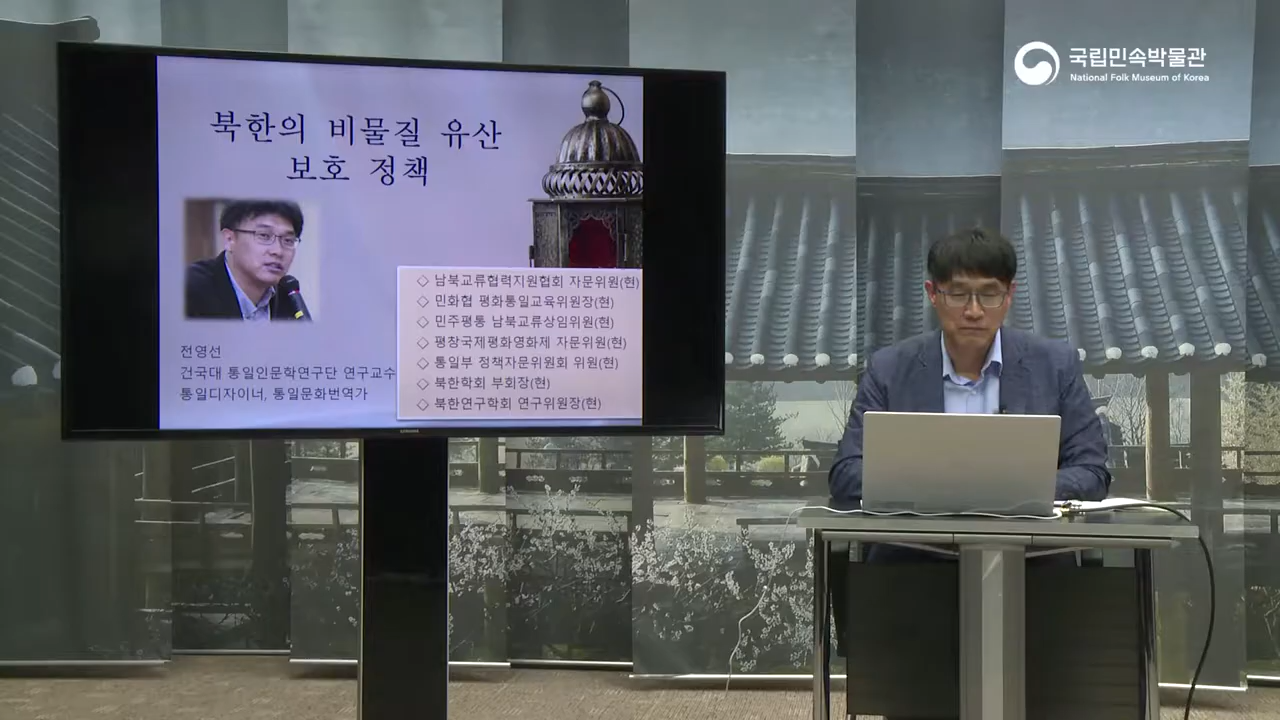 국립민속박물관
National Folk Museum of Korea
북한의 비물질 유산
보호 정책
◇ 남북교류협력지원협회 자문위원(현)
◇ 민화협 평화통일교육위원장(현)
◇ 민주평통 남북교류상임위원(현)
◇ 평창국제평화영화제 자문위원(현)
◇ 통일부 정책자문위원회 위원(현)
◇ 북한학회 부회장(현)
◇ 북한연구학회 연구위원장(현)
전영선
건국대 통일인문학연구단 연구교수
통일디자이너, 통일문화번역가
SAMSUNG